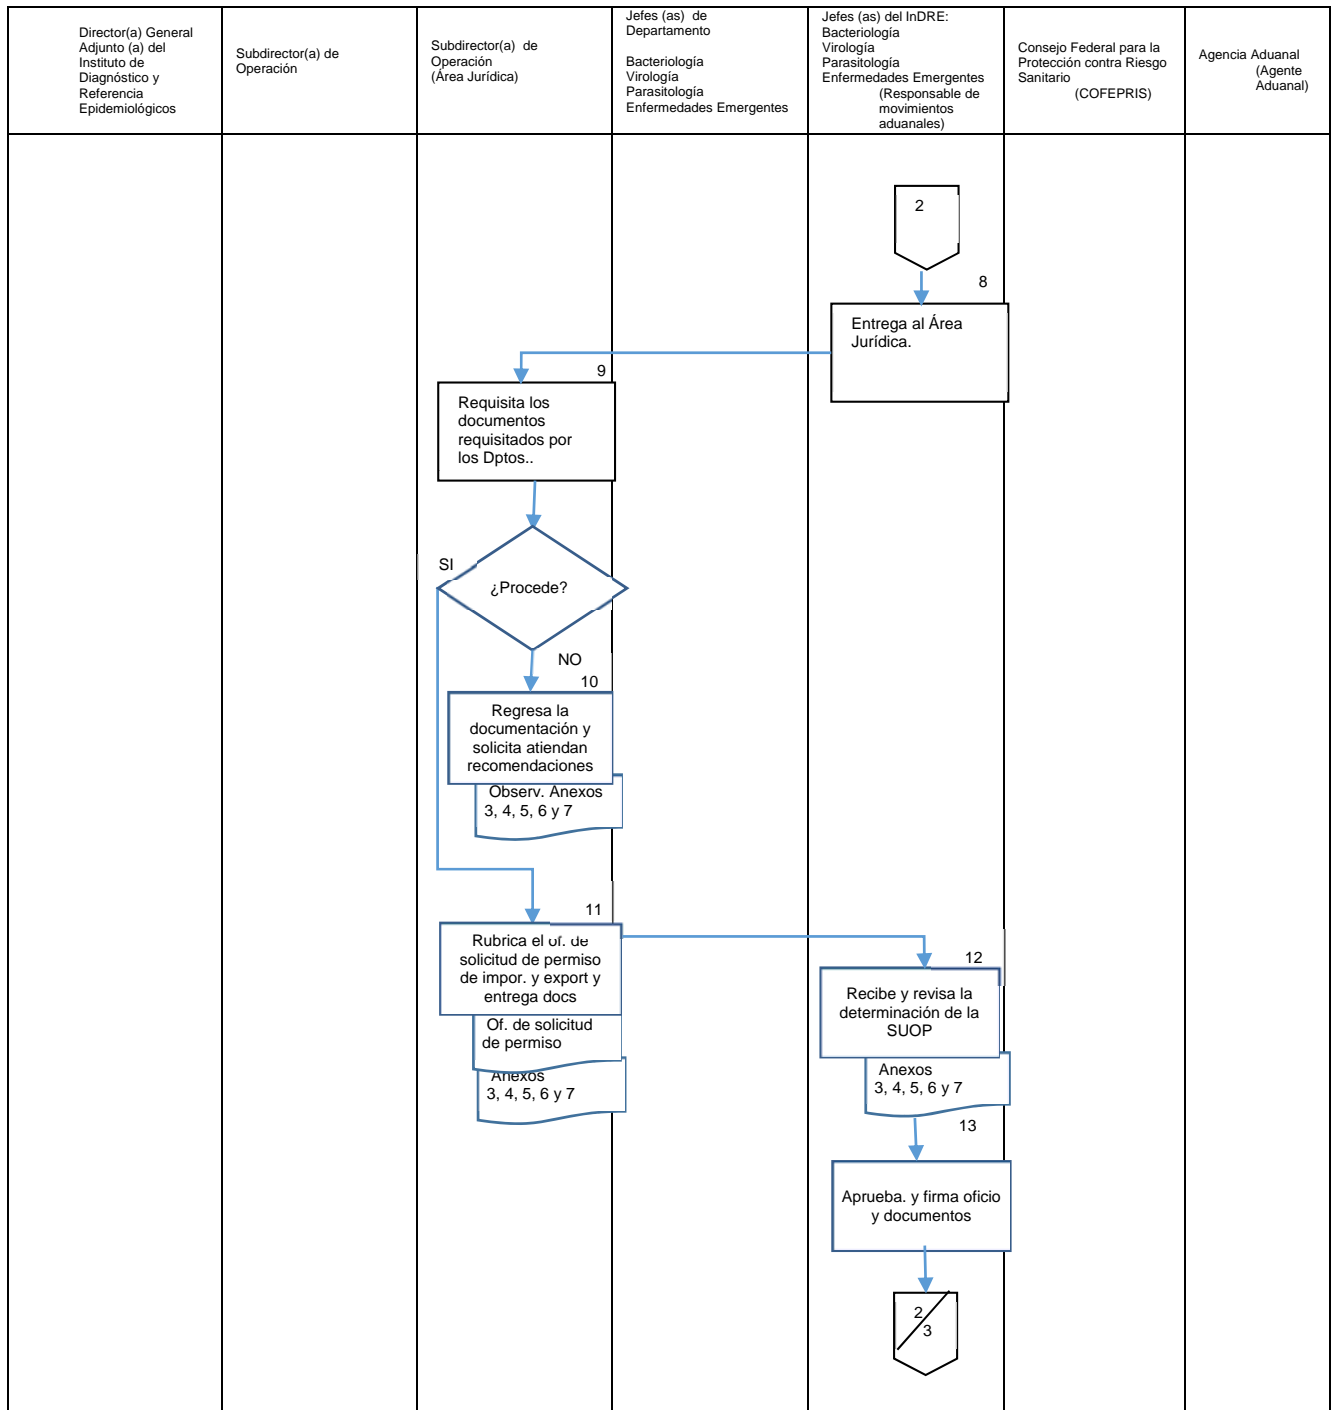 Director(a) General
Adjunto (a) del
Instituto de
Diagnóstico y
Referencia
Epidemiológicos
Subdirector(a) de
Operación
Subdirector(a) de
Operación
(Área Jurídica)
Jefes (as) de
Departamento
Bacteriología
Virología
Parasitología
Enfermedades Emergentes
Jefes (as) del InDRE:
Bacteriología
Virología
Parasitología
Enfermedades Emergentes
(Responsable de
movimientos
aduanales)
Consejo Federal para la
Protección contra Riesgo
Sanitario
(COFEPRIS)
Agencia Aduanal
(Agente
Aduanal)
2
8
Entrega al Área
Jurídica.
9
Requisita los
documentos
requisitados por
los Dptos..
SI
¿Procede?
NO
10
Regresa la
documentación y
solicita atiendan
recomendaciones
Observ. Anexos
3, 4, 5, 6 y 7
11
Rubrica el of. de
solicitud de permiso
de impor. y export y
entrega docs
Of. de solicitud
de permiso
Anexos
3, 4, 5, 6 y 7
12
Recibe y revisa la
determinación de la
SUOP
Anexos
3, 4, 5, 6 y 7
13
Aprueba. y firma oficio
y documentos
2
3